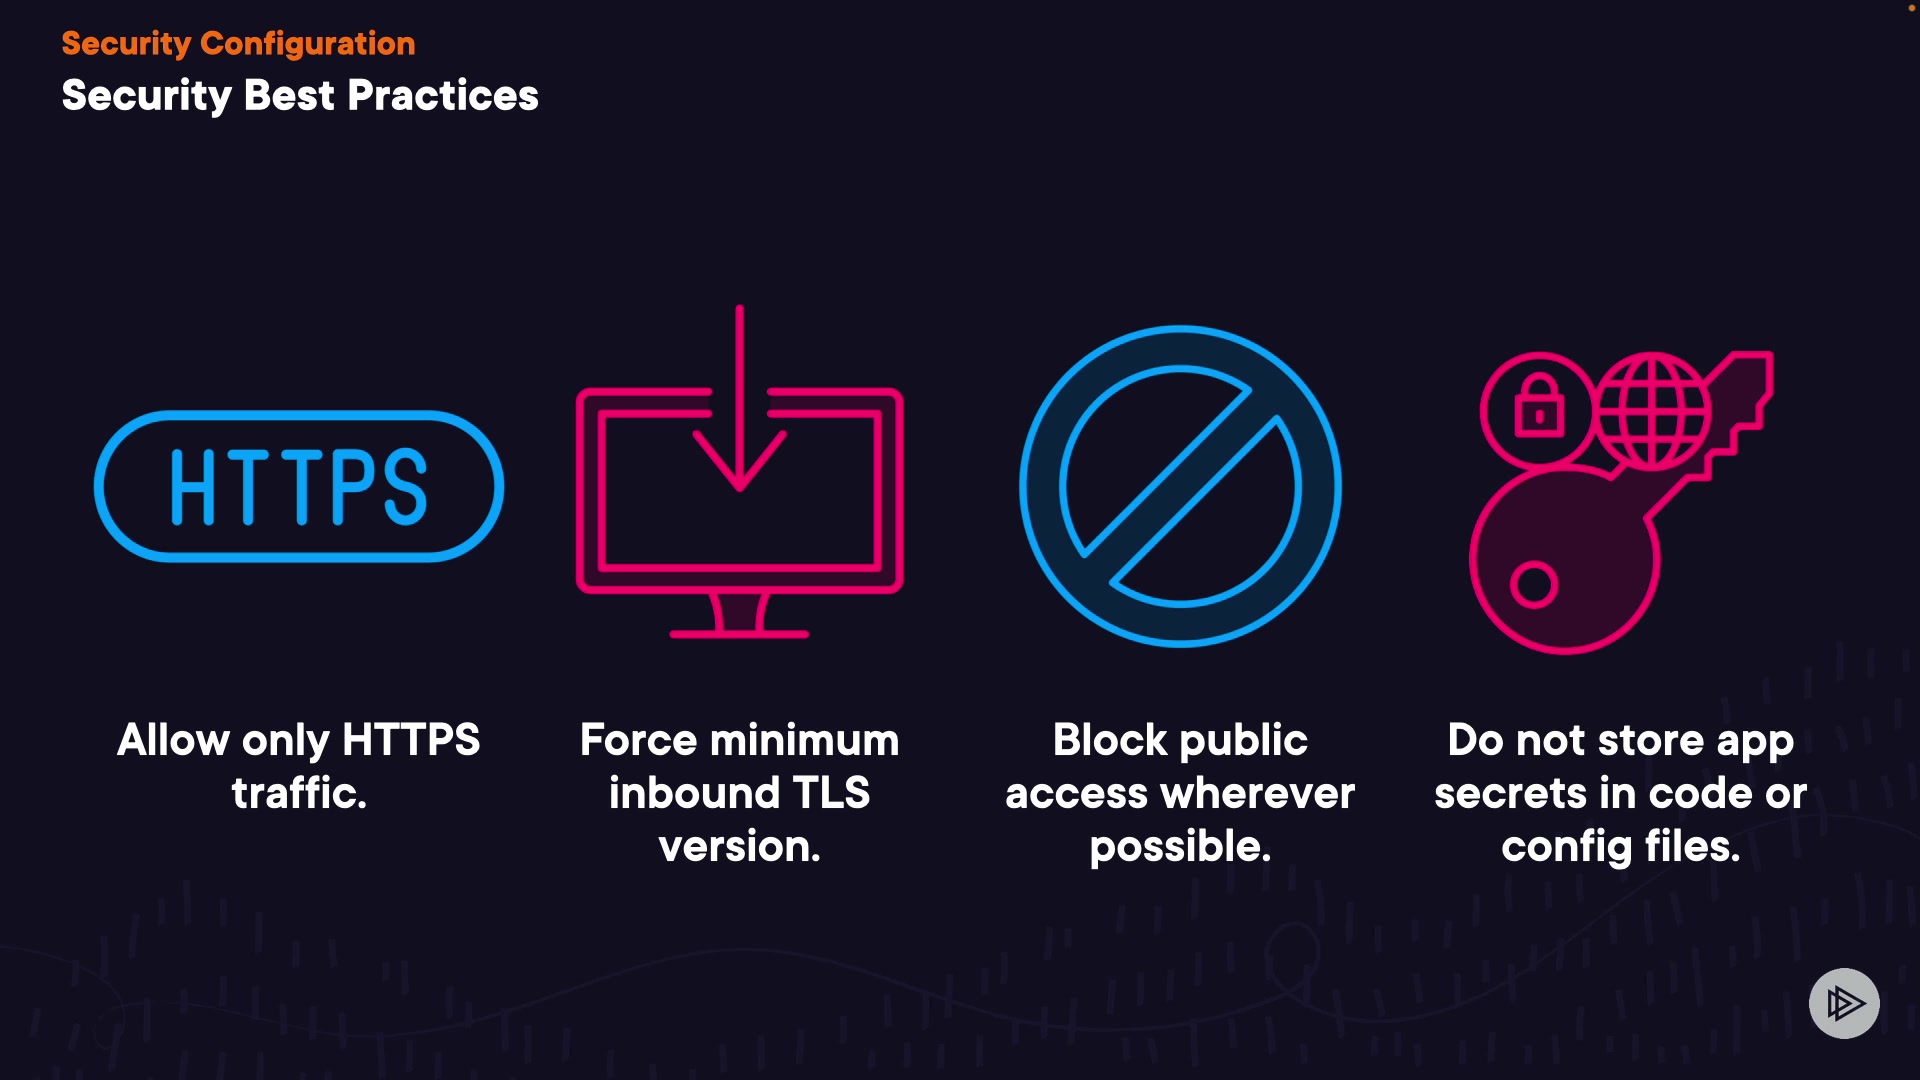 Security Configuration
Security Best Practices
HTTPS
Allow only HTTPS
traffic.
Force minimum
inbound TLS
version.
Block public
access wherever
possible.
Do not store app
secrets in code or
config files.